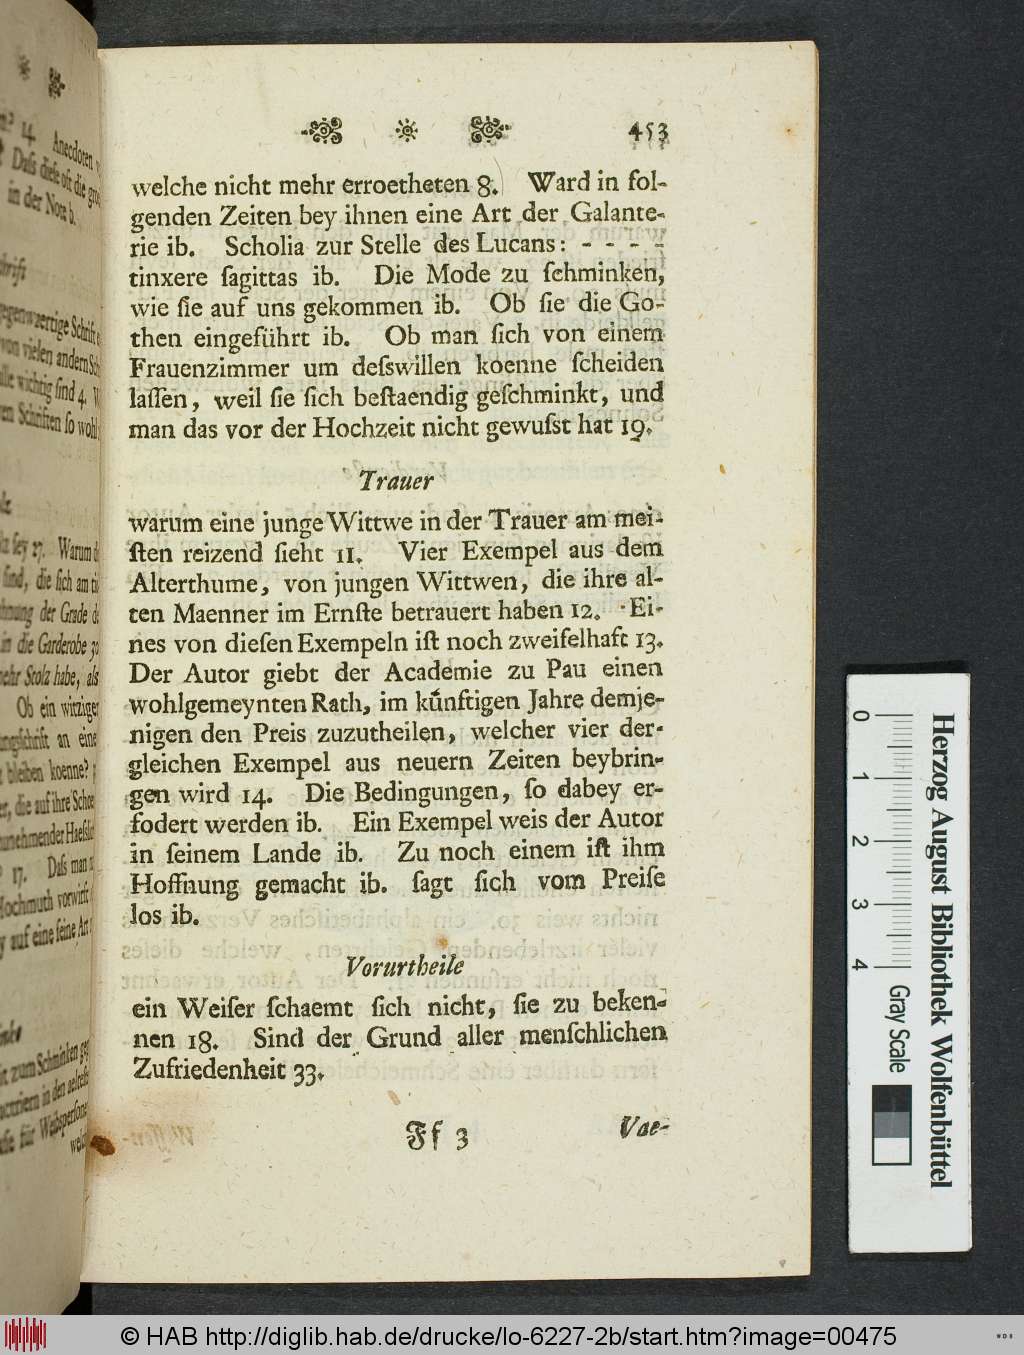 453
welche nicht mehr erroetheten 8. Ward in fol-
genden Zeiten bey ihnen eine Art der Galante-
rie ib. Scholia zur Stelle des Lucans: - - - -
tinxere ſagittas ib. Die Mode zu ſchminken,
wie ſie auf uns gekommen ib. Ob ſie die Go-
then eingeführt ib. Ob man ſich von einem
Frauenzimmer um deſswillen koenne ſcheiden
laſſen, weil ſie ſich beſtaendig geſchminkt, und
man das vor der Hochzeit nicht gewuſst hat 19.
Trauer
warum eine junge Wittwe in der Trauer am mei-
ſten reizend ſieht 11. Vier Exempel aus dem
Alterthume, von jungen Wittwen, die ihre al-
ten Maenner im Ernſte betrauert haben 12. Ei-
nes von dieſen Exempeln iſt noch zweifelhaft 13.
Der Autor giebt der Academie zu Pau einen
wohlgemeynten Rath, im künftigen Jahre demje-
nigen den Preis zuzutheilen, welcher vier der-
gleichen Exempel aus neuern Zeiten beybrin-
gen wird 14. Die Bedingungen, ſo dabey er-
fodert werden ib. Ein Exempel weis der Autor
in ſeinem Lande ib. Zu noch einem iſt ihm
Hoffnung gemacht ib. ſagt ſich vom Preiſe
los ib.
Vorurtheile
ein Weiſer ſchaemt ſich nicht, ſie zu beken-
nen 18. Sind der Grund aller menſchlichen
Zufriedenheit 33.
Ff 3 Vae-
0 1 2 3 4 Gray Scale
Herzog August Bibliothek Wolfenbüttel
© HAB http://diglib.hab.de/drucke/lo-6227-2b/start.htm?image=00475